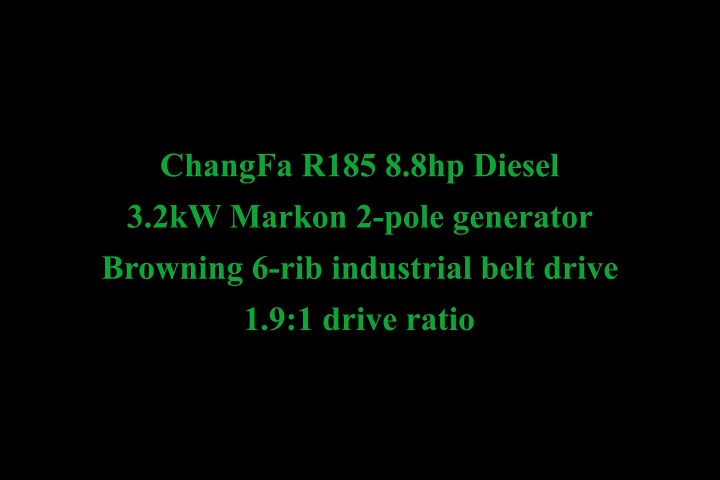 ChangFa R185 8.8hp Diesel
3.2kW Markon 2-pole generator
Browning 6-rib industrial belt drive
1.9:1 drive ratio